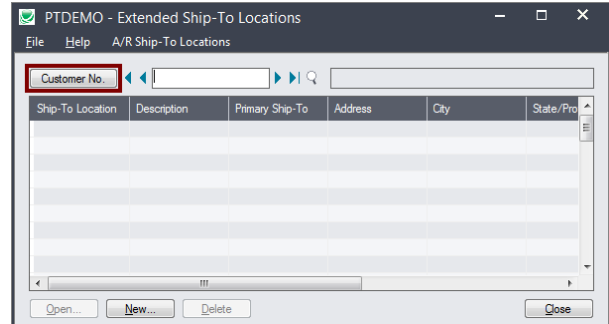 PTDEMO - Extended Ship-To Locations
File Help A/R Ship-To Locations
Customer No.
Ship-To Location Description Primary Ship-To Address City State/Pro
Open... New... Delete Close